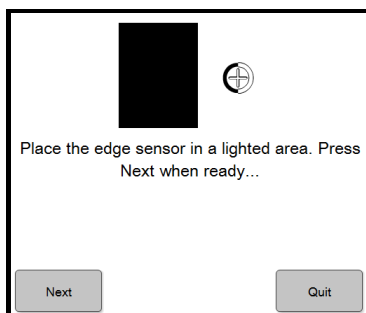 Place the edge sensor in a lighted area. Press
Next when ready...
Next
Quit